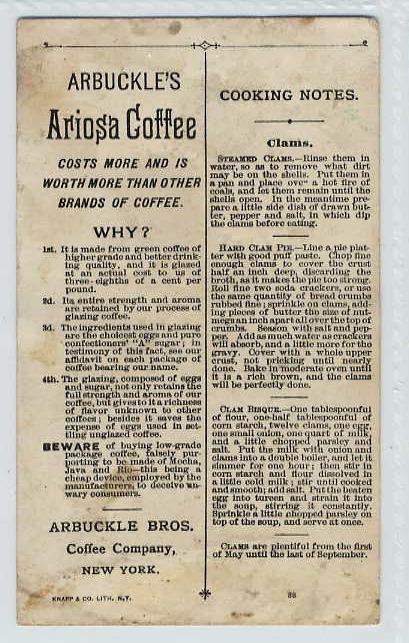 ARBUCKLE'S
Ariosa Coffee
COSTS MORE AND IS
WORTH MORE THAN OTHER
BRANDS OF COFFEE.
WHY?
1st. It is made from green coffee of
higher grade and better drink-
ing quality, and it is glazed
at an actual cost to us of
three-eighths of a cent per
pound.
2d. Its entire strength and aroma
are retained by our process of
glazing coffee.
3d. The ingredients used in glazing
are the choicest eggs and pure
confectioners' "A" sugar; in
testimony of this fact, see our
affidavit on each package of
coffee bearing our name.
4th. The glazing, composed of eggs
and sugar, not only retains the
full strength and aroma of our
coffee, but gives to it a richness
of flavor unknown to other
coffees; besides it saves the
expense of eggs used in set-
tling unglazed coffee.
BEWARE of buying low-grade
package coffee, falsely pur-
porting to be made of Mocha,
Java and Rio—this being a
cheap device, employed by the
manufacturers, to deceive un-
wary consumers.
ARBUCKLE BROS.
Coffee Company,
NEW YORK.
KNAPP & CO. LITH. N.Y.
COOKING NOTES.
Clams.
STEAMED CLAMS.—Rinse them in
water, so as to remove what dirt
may be on the shells. Put them in
a pan and place over a hot fire of
coals, and let them remain until the
shells open. In the meantime pre-
pare a little side dish of drawn but-
ter, pepper and salt, in which dip
the clams before eating.
HARD CLAM PIE.—Line a pie plat-
ter with good puff paste. Chop fine
enough clams to cover the crust
half an inch deep, discarding the
broth, as it makes the pie too strong.
Roll fine two soda crackers, or use
the same quantity of bread crumbs
rubbed fine; sprinkle on clams, add-
ing pieces of butter the size of nut-
megs an inch apart all over the top of
crumbs. Season with salt and pep-
per. Add as much water as crackers
will absorb, and a little more for the
gravy. Cover with a whole upper
crust, not pricking until nearly
done. Bake in moderate oven until
it is a rich brown, and the clams
will be perfectly done.
CLAM BISQUE.—One tablespoonful
of flour, one-half tablespoonful of
corn starch, twelve clams, one egg,
one small onion, one quart of milk,
and a little chopped parsley and
salt. Put the milk with onion and
clams into a double boiler, and let it
simmer for one hour; then stir in
corn starch and flour dissolved in
a little cold milk; stir until cooked
and smooth; add salt. Put the beaten
egg into tureen and strain it into
the soup, stirring it constantly.
Sprinkle a little chopped parsley on
top of the soup, and serve at once.
CLAMS are plentiful from the first
of May until the last of September.